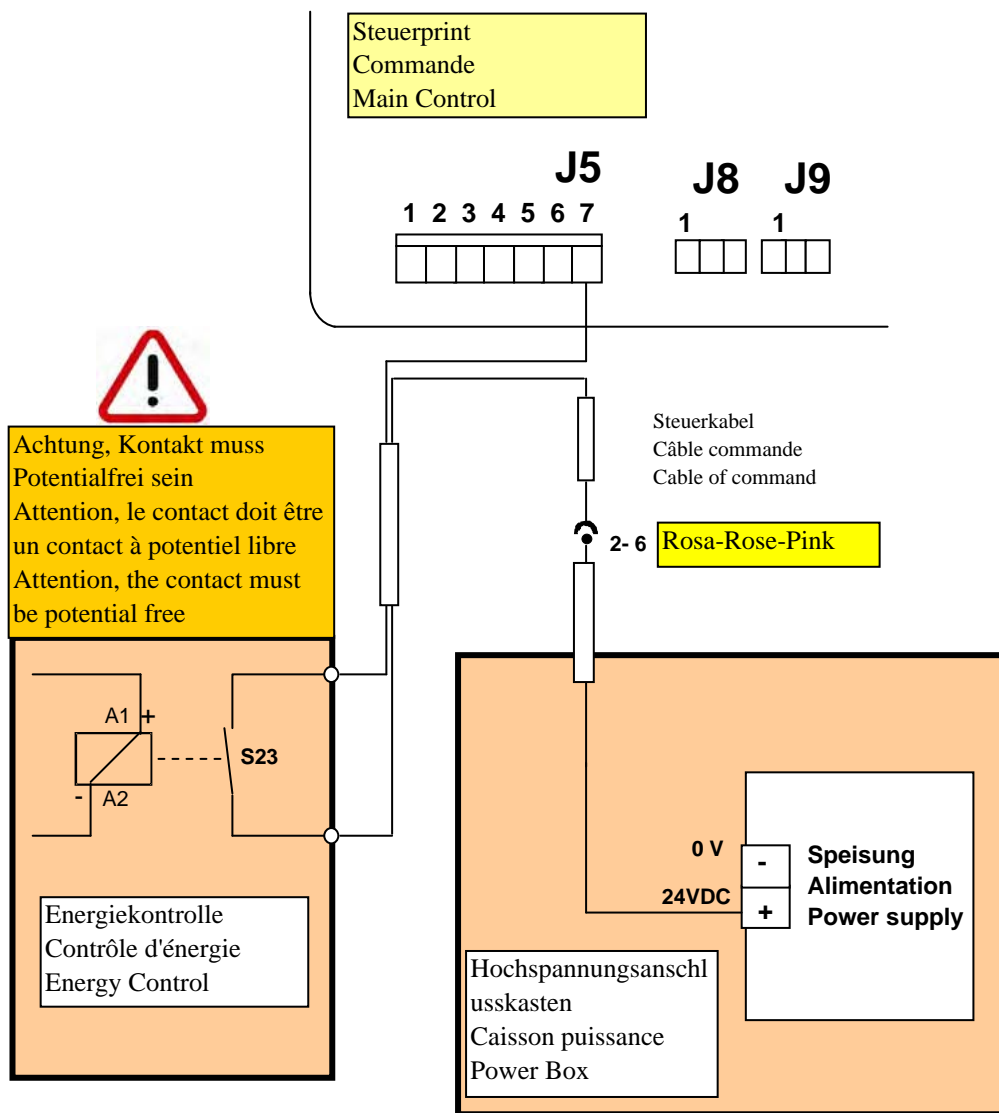 Steuerprint
Commande
Main Control
J5
J8 J9
1 2 3 4 5 6 7
1 1
Achtung, Kontakt muss
Potentialfrei sein
Attention, le contact doit être
un contact à potentiel libre
Attention, the contact must
be potential free
Steuerkabel
Câble commande
Cable of command
2- 6
Rosa-Rose-Pink
A1 +
S23
- A2
Energiekontrolle
Contrôle d'énergie
Energy Control
0 V -
24VDC +
Speisung
Alimentation
Power supply
Hochspannungsanschl
usskasten
Caisson puissance
Power Box